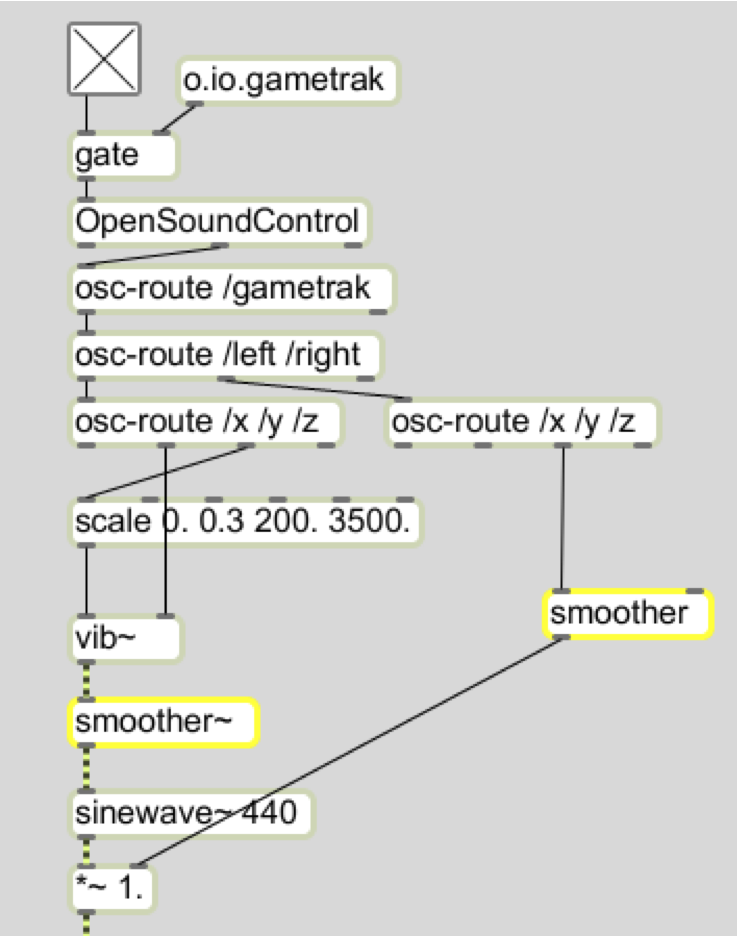 o.io.gametrak
gate
OpenSoundControl
osc-route /gametrak
osc-route /left /right
osc-route /x /y /z
osc-route /x /y /z
scale 0. 0.3 200. 3500.
smoother
vib~
smoother~
sinewave~ 440
*~ 1.